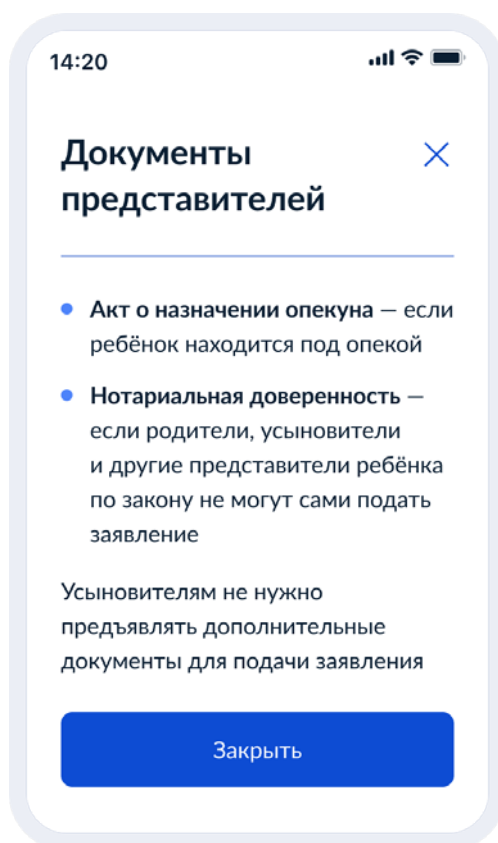 14:20
Документы
представителей
Акт о назначении опекуна — если
ребёнок находится под опекой
Нотариальная доверенность —
если родители, усыновители
и другие представители ребёнка
по закону не могут сами подать
заявление
Усыновителям не нужно
предъявлять дополнительные
документы для подачи заявления
Закрыть